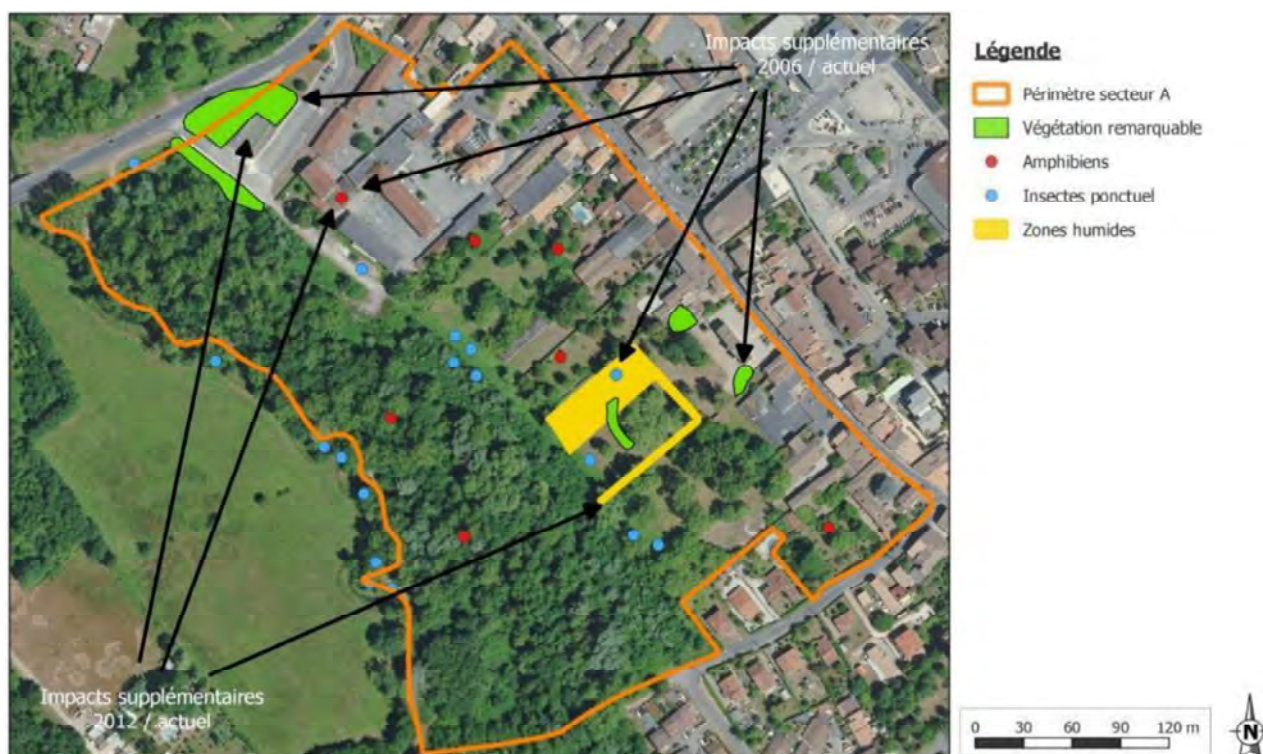 Impacts supplémentaires
2006 / actuel
Impacts supplémentaires
2012 / actuel
Légende
Périmètre secteur A
Végétation remarquable
Amphibiens
Insectes ponctuel
Zones humides
0 30 60 90 120 m
N